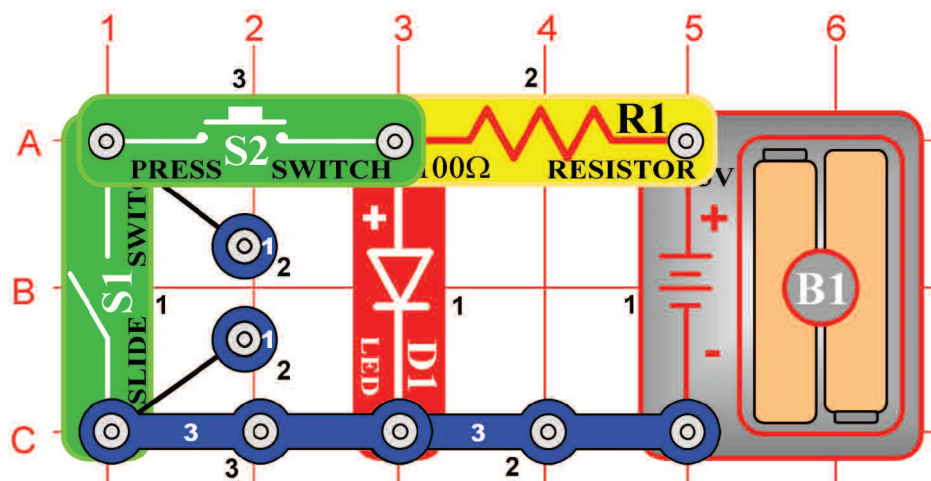 1 2 3 4 5 6
3 2
A
S2 R1
PRESS SWITCH 100Ω RESISTOR
V
+ +
1
2
B
S1 SLIDE SWITC
1 1 1
B1
1
2
LED D1
-
C
3 3
3 2